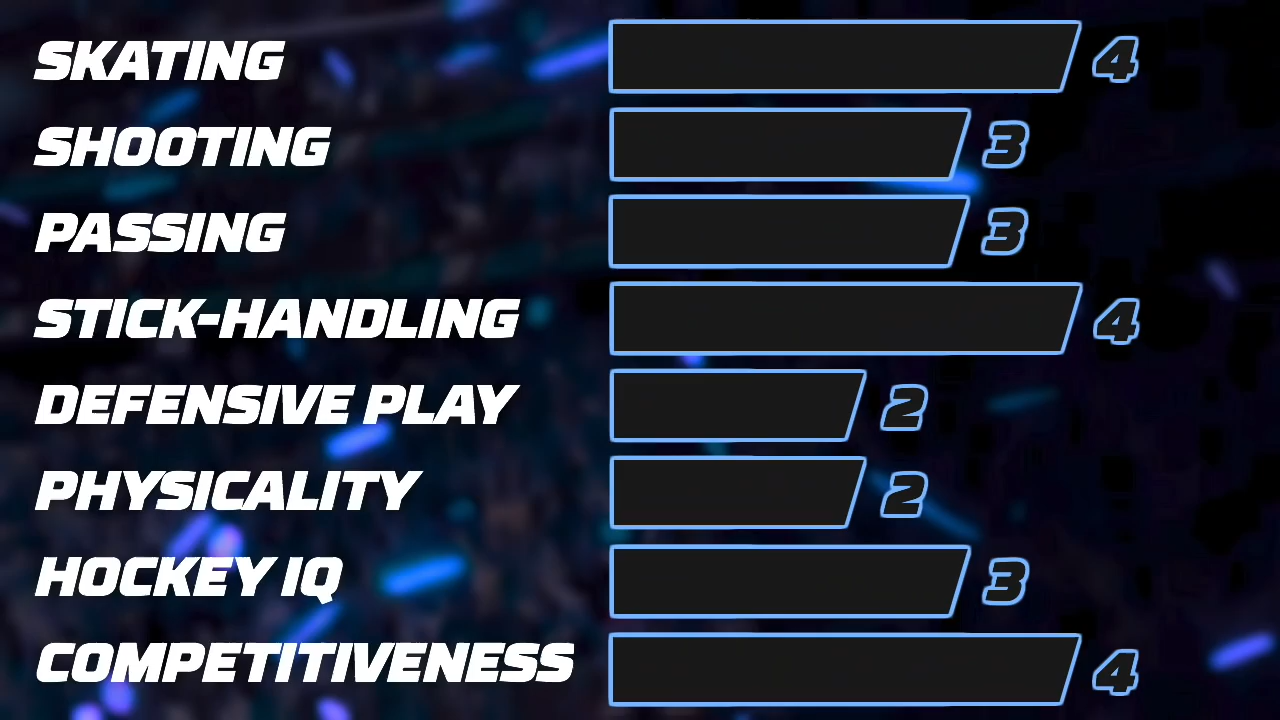 SKATING 4
SHOOTING 3
PASSING 3
STICK-HANDLING 4
DEFENSIVE PLAY 2
PHYSICALITY 2
HOCKEY IQ 3
COMPETITIVENESS 4